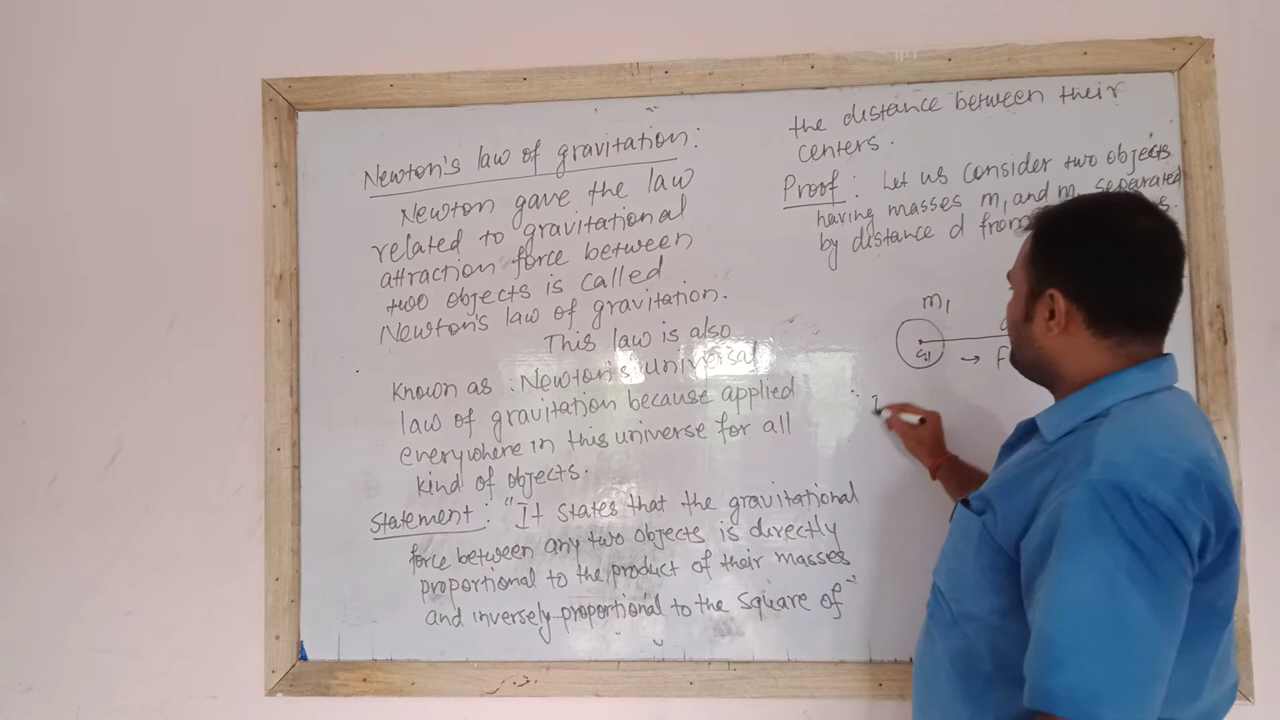 Newton's law of gravitation:
Newton gave the law
related to gravitational
attraction force between
two objects is called
Newton's law of gravitation.
This law is also
Known as : Newton's "universal
law of gravitation because applied
everywhere in this universe for all
kind of objects.
Statement : "It states that the gravitational
force between any two objects is directly
proportional to the product of their masses
and inversely proportional to the square of
the distance between their
centers.
Proof : Let us consider two objects
having masses m₁ and m separated
by distance d from
m₁
C₁
→ F